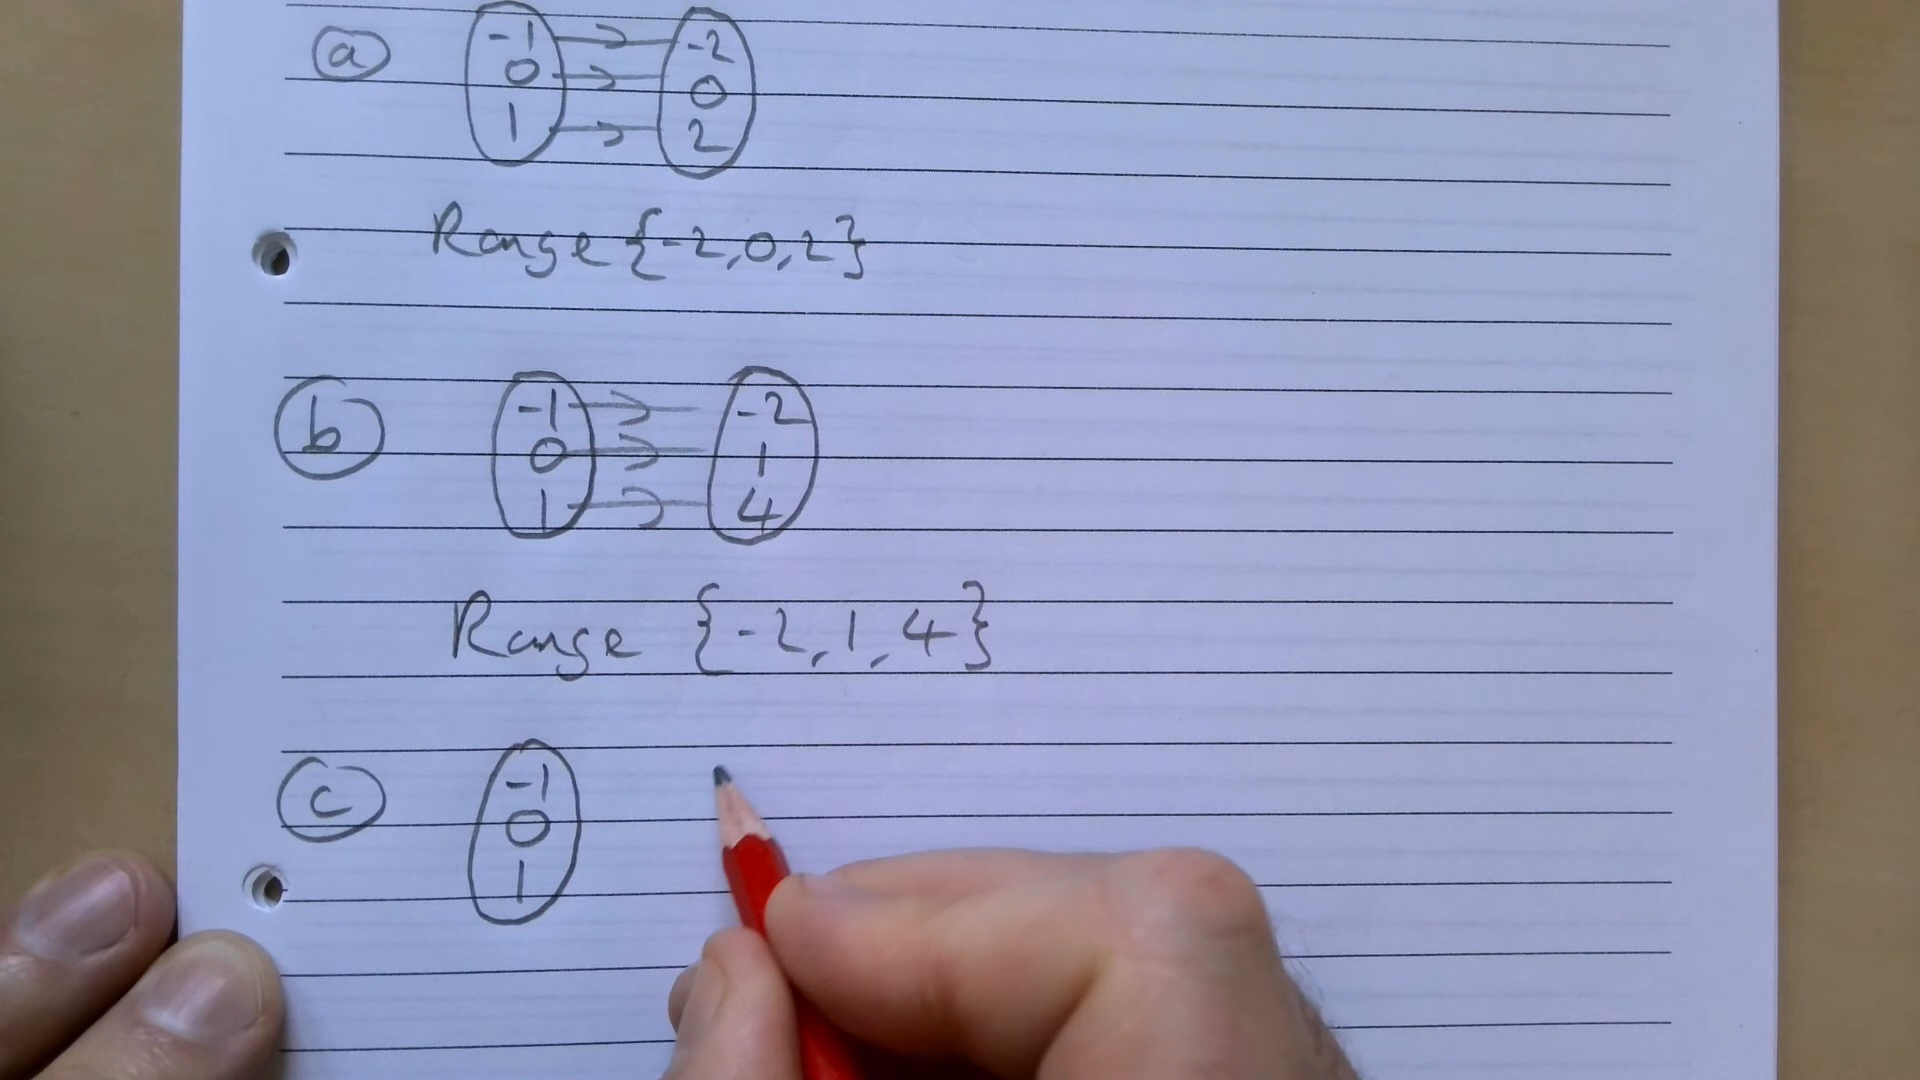 a -1 -2
0 0
1 2
Range {-2,0,2}
b -1 -2
0 1
1 4
Range {-2,1,4}
c -1
0
1